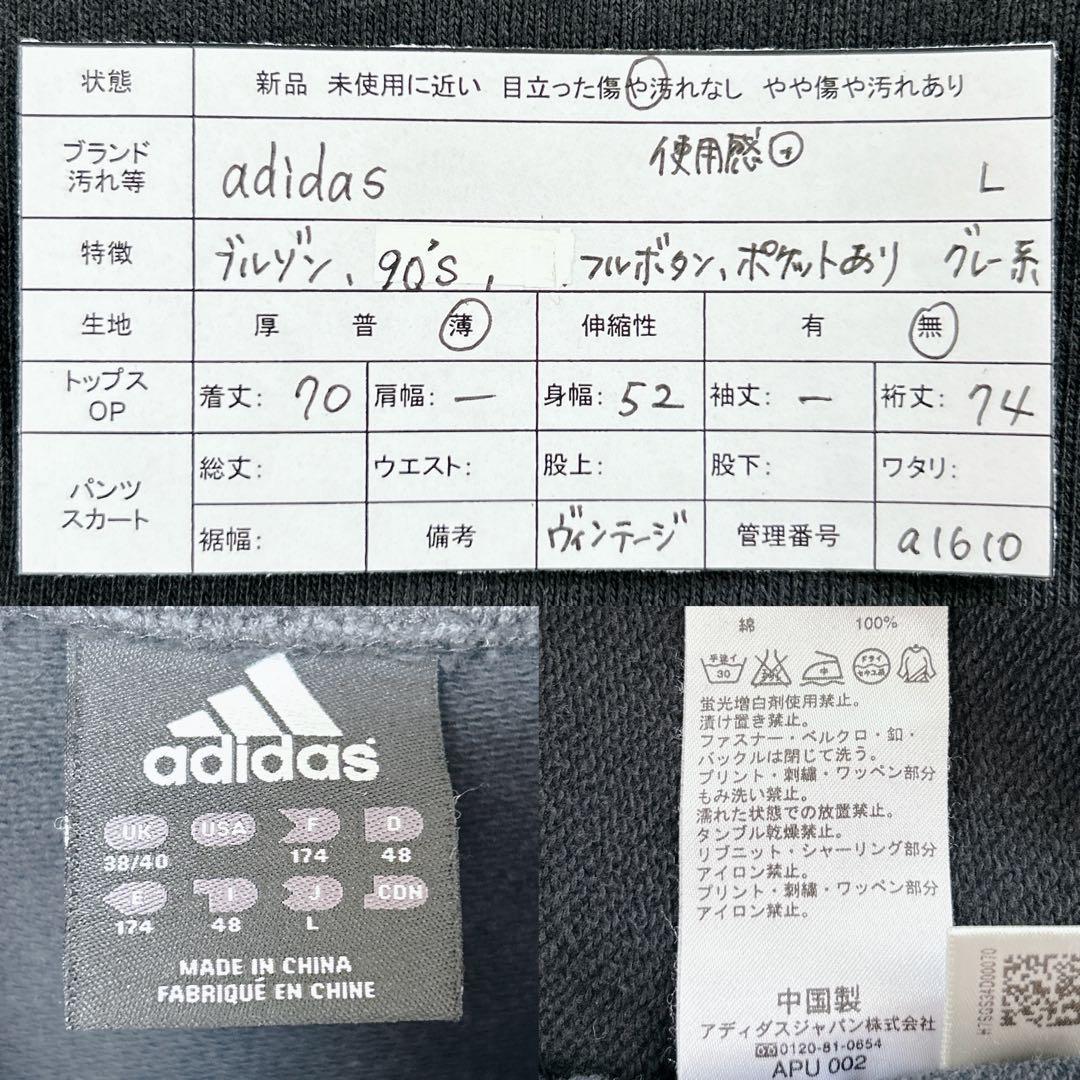 状態 新品 未使用に近い 目立った傷や汚れなし やや傷や汚れあり
ブランド
汚れ等 adidas 使用感 L
特徴 ブルゾン、90's, フルボタン、ポケットあり グレー系
生地 厚 普 薄 伸縮性 有 無
トップス
OP 着丈: 70 肩幅: ー 身幅: 52 袖丈: ー 裄丈: 74
パンツ
スカート 総丈: ウエスト: 股上: 股下: ワタリ:
裾幅: 備考 ヴィンテージ 管理番号 a1610
adidas
UK USA F D
38/40 174 48
E I J CDN
174 48 L
MADE IN CHINA
FABRIQUÉ EN CHINE
綿 100%
手洗イ 30 中 ドライ
蛍光増白剤使用禁止。
漬け置き禁止。
ファスナー・ベルクロ・釦・
バックルは閉じて洗う。
プリント・刺繍・ワッペン部分
もみ洗い禁止。
濡れた状態での放置禁止。
タンブル乾燥禁止。
リブニット・シャーリング部分
アイロン禁止。
プリント・刺繍・ワッペン部分
アイロン禁止。
中国製
アディダスジャパン株式会社
0120-81-0654
APU 002